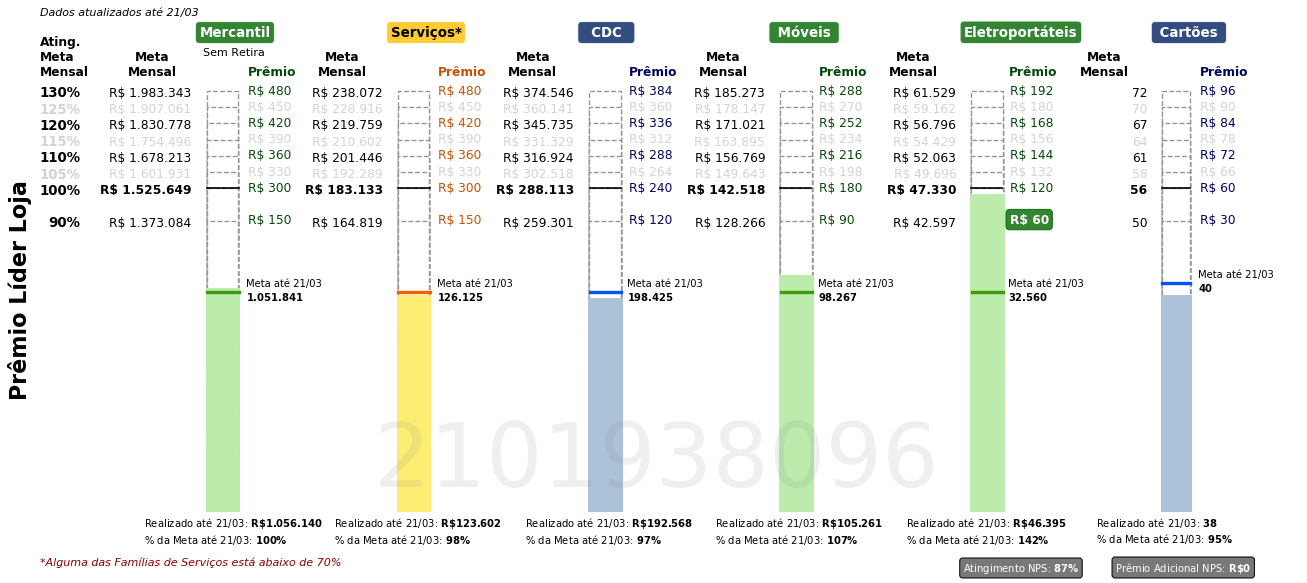 Dados atualizados até 21/03
Mercantil Serviços* CDC Móveis Eletroportáteis Cartões
Sem Retira
Ating. Meta Mensal
Meta Mensal Prêmio Meta Mensal Prêmio Meta Mensal Prêmio Meta Mensal Prêmio Meta Mensal Prêmio Meta Mensal Prêmio
130% R$ 1.983.343 R$ 480 R$ 238.072 R$ 480 R$ 374.546 R$ 384 R$ 185.273 R$ 288 R$ 61.529 R$ 192 72 R$ 96
125% R$ 1.907.061 R$ 450 R$ 228.916 R$ 450 R$ 360.141 R$ 360 R$ 178.147 R$ 270 R$ 59.162 R$ 180 70 R$ 90
120% R$ 1.830.778 R$ 420 R$ 219.759 R$ 420 R$ 345.735 R$ 336 R$ 171.021 R$ 252 R$ 56.796 R$ 168 67 R$ 84
115% R$ 1.754.496 R$ 390 R$ 210.602 R$ 390 R$ 331.329 R$ 312 R$ 163.895 R$ 234 R$ 54.429 R$ 156 64 R$ 78
110% R$ 1.678.213 R$ 360 R$ 201.446 R$ 360 R$ 316.924 R$ 288 R$ 156.769 R$ 216 R$ 52.063 R$ 144 61 R$ 72
105% R$ 1.601.931 R$ 330 R$ 192.289 R$ 330 R$ 302.518 R$ 264 R$ 149.643 R$ 198 R$ 49.696 R$ 132 58 R$ 66
100% R$ 1.525.649 R$ 300 R$ 183.133 R$ 300 R$ 288.113 R$ 240 R$ 142.518 R$ 180 R$ 47.330 R$ 120 56 R$ 60
90% R$ 1.373.084 R$ 150 R$ 164.819 R$ 150 R$ 259.301 R$ 120 R$ 128.266 R$ 90 R$ 42.597 R$ 60 50 R$ 30
Prêmio Líder Loja
Meta até 21/03 Meta até 21/03 Meta até 21/03 Meta até 21/03 Meta até 21/03 Meta até 21/03
1.051.841 126.125 198.425 98.267 32.560 40
2101938096
Realizado até 21/03: R$1.056.140 Realizado até 21/03: R$123.602 Realizado até 21/03: R$192.568 Realizado até 21/03: R$105.261 Realizado até 21/03: R$46.395 Realizado até 21/03: 38
% da Meta até 21/03: 100% % da Meta até 21/03: 98% % da Meta até 21/03: 97% % da Meta até 21/03: 107% % da Meta até 21/03: 142% % da Meta até 21/03: 95%
*Alguma das Famílias de Serviços está abaixo de 70%
Atingimento NPS: 87% Prêmio Adicional NPS: R$0